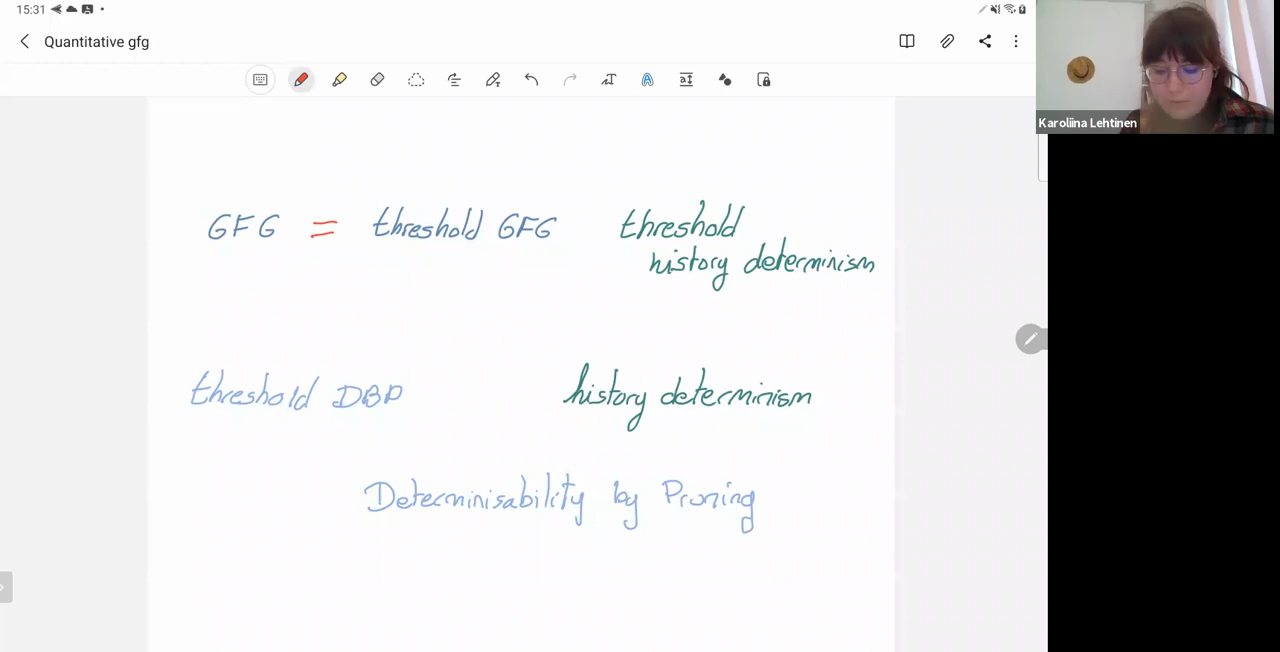 15:31
Quantitative gfg
Karoliina Lehtinen
GFG = threshold GFG threshold
history determinism
threshold DBP history determinism
Determinisability by Pruning